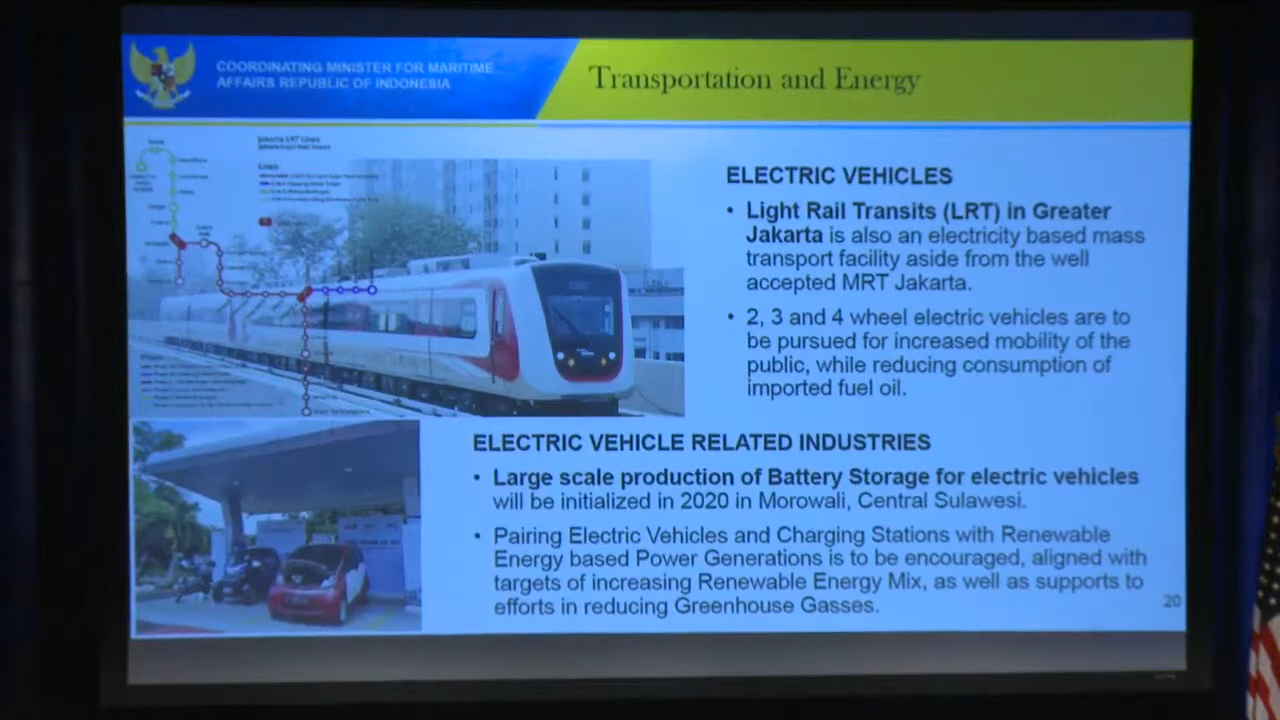 COORDINATING MINISTER FOR MARITIME
AFFAIRS REPUBLIC OF INDONESIA
Transportation and Energy
Jakarta LRT Lines
Lines
ELECTRIC VEHICLES
• Light Rail Transits (LRT) in Greater
Jakarta is also an electricity based mass
transport facility aside from the well
accepted MRT Jakarta.
• 2, 3 and 4 wheel electric vehicles are to
be pursued for increased mobility of the
public, while reducing consumption of
imported fuel oil.
ELECTRIC VEHICLE RELATED INDUSTRIES
• Large scale production of Battery Storage for electric vehicles
will be initialized in 2020 in Morowali, Central Sulawesi.
• Pairing Electric Vehicles and Charging Stations with Renewable
Energy based Power Generations is to be encouraged, aligned with
targets of increasing Renewable Energy Mix, as well as supports to
efforts in reducing Greenhouse Gasses.
20